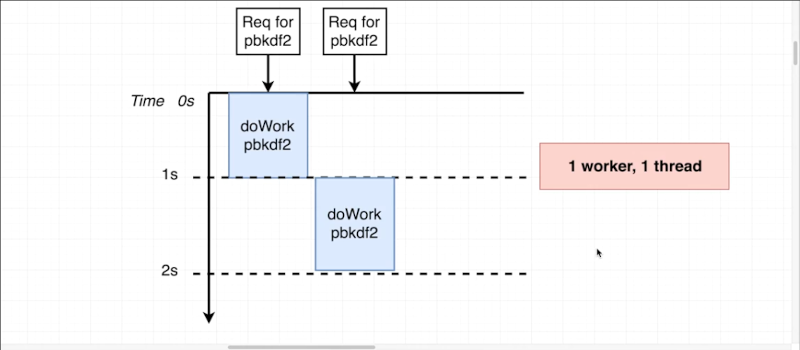 Req for
pbkdf2
Req for
pbkdf2
Time 0s
doWork
pbkdf2
1s
1 worker, 1 thread
doWork
pbkdf2
2s